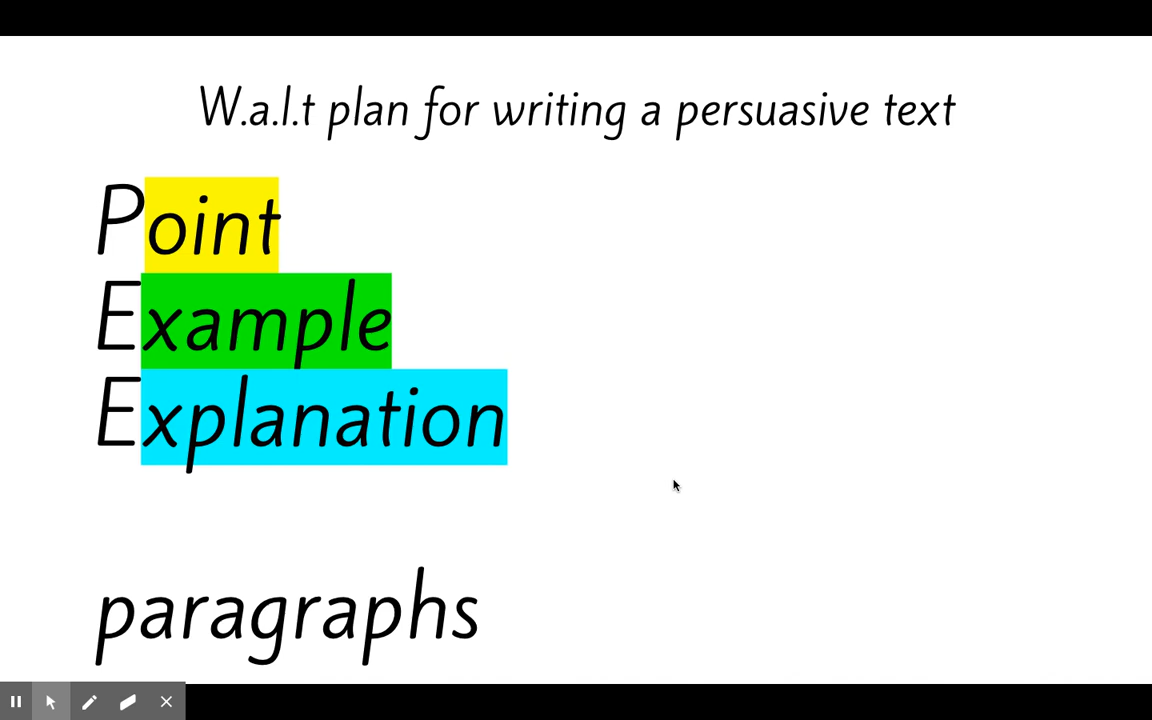 W.a.l.t plan for writing a persuasive text
Point
Example
Explanation
paragraphs